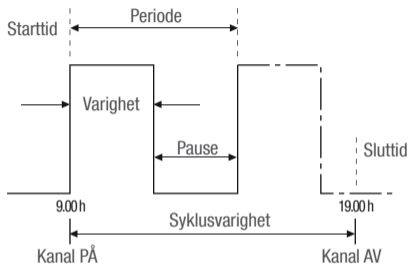 Periode
Starttid
Varighet
Pause
Sluttid
9.00 h
19.00 h
Syklusvarighet
Kanal PÅ
Kanal AV